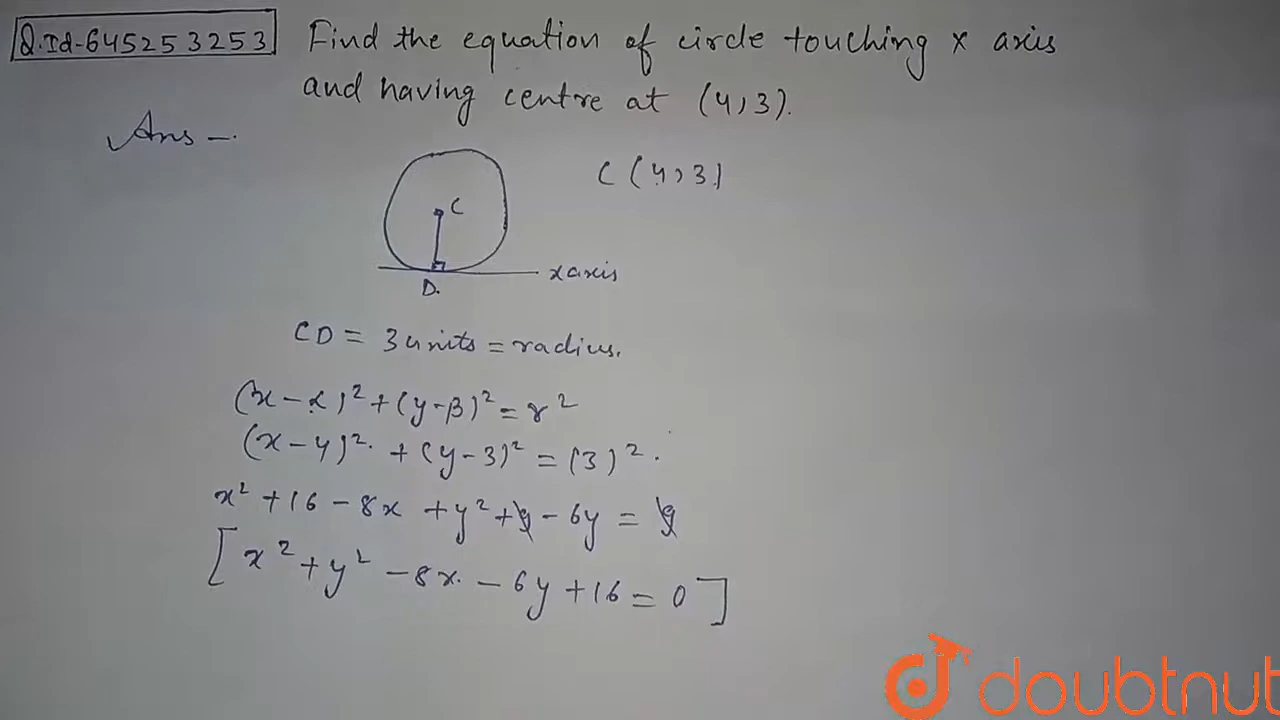 Q.Id-645253253 Find the equation of circle touching x axis
and having centre at (4,3).
Ans -.
C (4,3)
C
x axis
D.
CD = 3 units = radius.
(x-α)²+(y-β)² = r²
(x-4)². +(y-3)² = (3)².
x²+16-8x +y²+9-6y = 9
[x²+y²-8x.-6y+16=0]
doubtnut